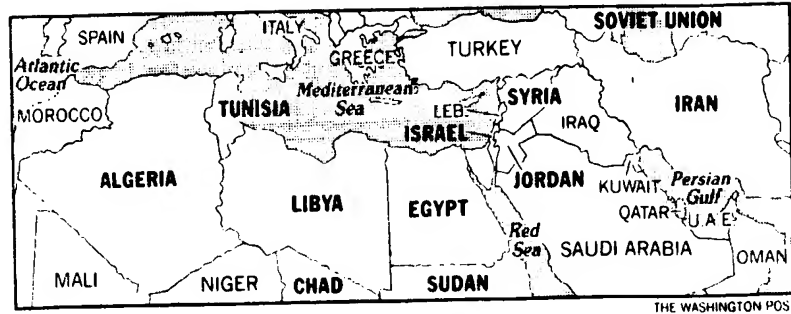 SOVIET UNION
SPAIN
ITALY
GREECE
TURKEY
Atlantic
Ocean
MOROCCO
TUNISIA
Mediterranean
Sea
LEB.
SYRIA
IRAQ
IRAN
ISRAEL
ALGERIA
LIBYA
EGYPT
JORDAN
KUWAIT
Persian
Gulf
QATAR
U.A.E.
Red
Sea
SAUDI ARABIA
OMAN
MALI
NIGER
CHAD
SUDAN
THE WASHINGTON POS